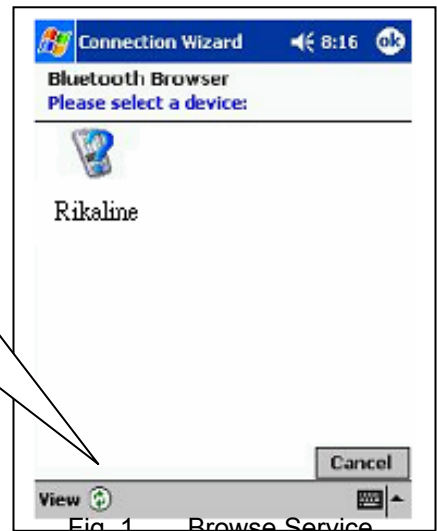 Connection Wizard 8:16 ok
Bluetooth Browser
Please select a device:
Rikaline
Cancel
View
Fig. 1 Browse Service